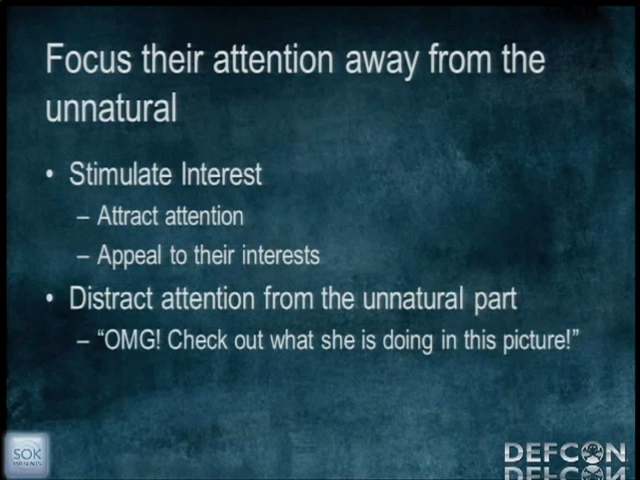 Focus their attention away from the
unnatural
• Stimulate Interest
– Attract attention
– Appeal to their interests
• Distract attention from the unnatural part
– “OMG! Check out what she is doing in this picture!”
SOK
PRESENTS
DEFCON